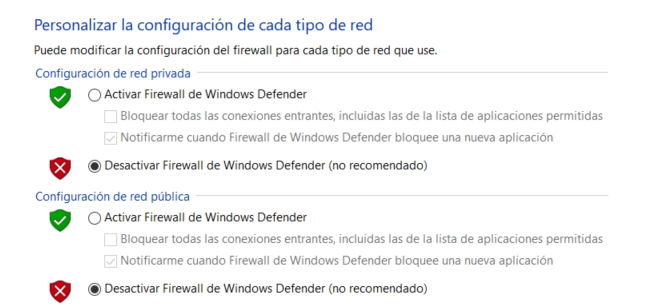 Personalizar la configuración de cada tipo de red
Puede modificar la configuración del firewall para cada tipo de red que use.
Configuración de red privada
Activar Firewall de Windows Defender
Bloquear todas las conexiones entrantes, incluidas las de la lista de aplicaciones permitidas
Notificarme cuando Firewall de Windows Defender bloquee una nueva aplicación
Desactivar Firewall de Windows Defender (no recomendado)
Configuración de red pública
Activar Firewall de Windows Defender
Bloquear todas las conexiones entrantes, incluidas las de la lista de aplicaciones permitidas
Notificarme cuando Firewall de Windows Defender bloquee una nueva aplicación
Desactivar Firewall de Windows Defender (no recomendado)